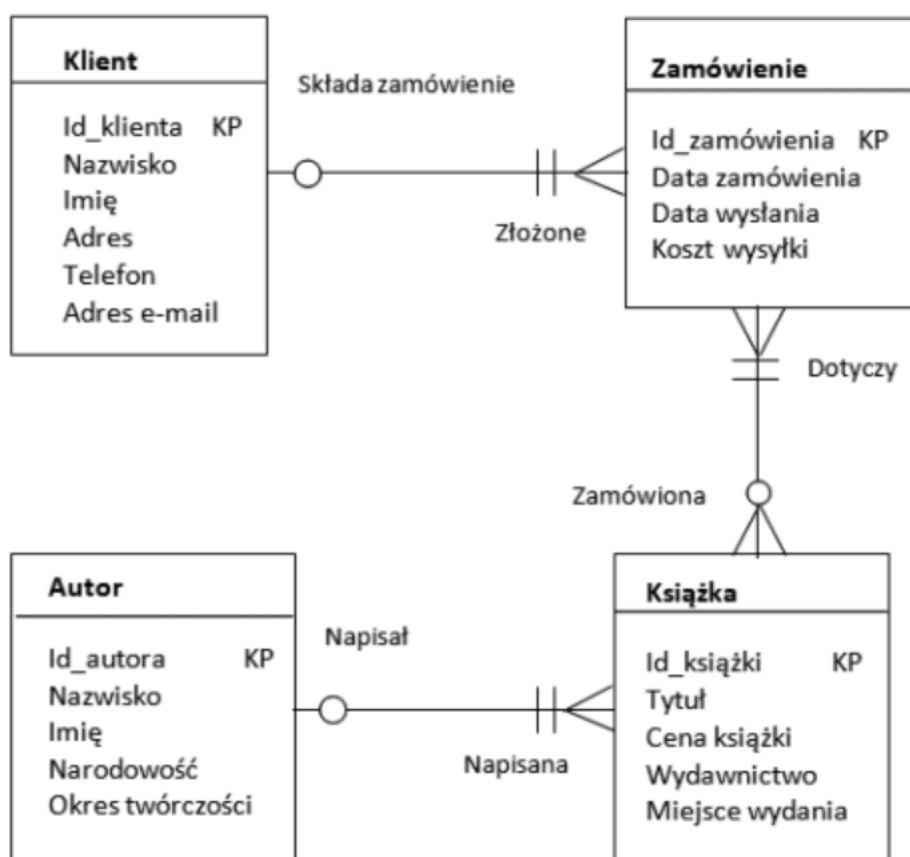 Klient
Id_klienta KP
Nazwisko
Imię
Adres
Telefon
Adres e-mail
Składa zamówienie
Złożone
Zamówienie
Id_zamówienia KP
Data zamówienia
Data wysłania
Koszt wysyłki
Dotyczy
Zamówiona
Autor
Id_autora KP
Nazwisko
Imię
Narodowość
Okres twórczości
Napisał
Napisana
Książka
Id_książki KP
Tytuł
Cena książki
Wydawnictwo
Miejsce wydania